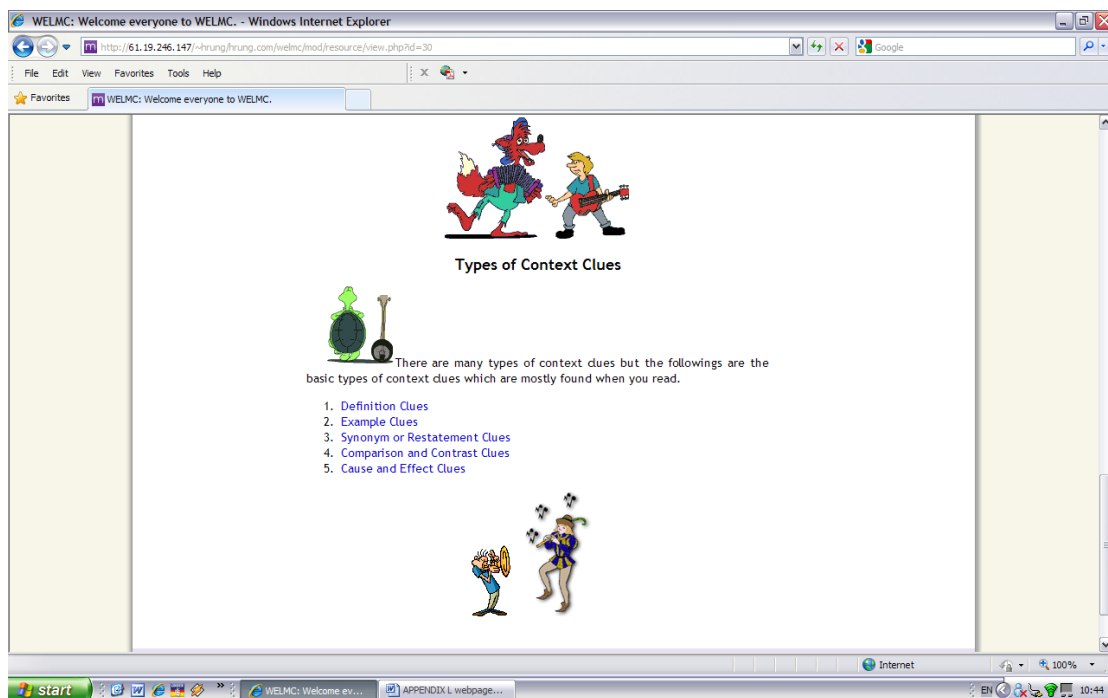 WELMC: Welcome everyone to WELMC. - Windows Internet Explorer
http://61.19.246.147/~hrung/hrung.com/welmc/mod/resource/view.php?id=30
Google
File Edit View Favorites Tools Help
X
Favorites
WELMC: Welcome everyone to WELMC.
Types of Context Clues
There are many types of context clues but the followings are the
basic types of context clues which are mostly found when you read.
1. Definition Clues
2. Example Clues
3. Synonym or Restatement Clues
4. Comparison and Contrast Clues
5. Cause and Effect Clues
Internet
100%
start
WELMC: Welcome ev...
APPENDIX L webpage...
EN
10:44